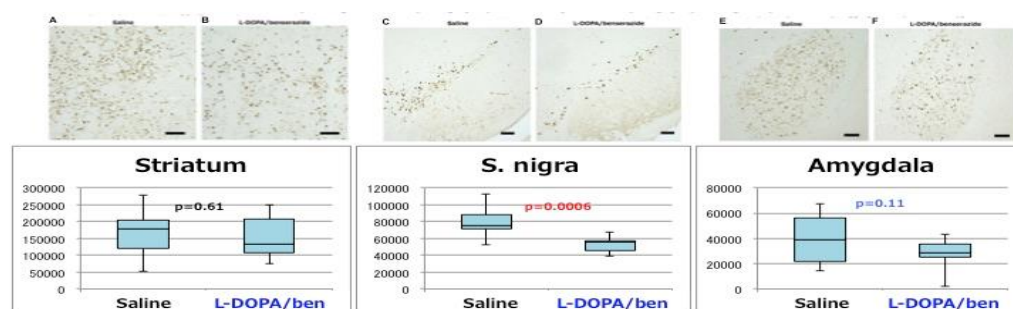 A Saline
B L-DOPA/benserazide
C Saline
D L-DOPA/benserazide
E Saline
F L-DOPA/benserazide
Striatum
300000
250000
200000
150000
100000
50000
0
p=0.61
Saline
L-DOPA/ben
S. nigra
120000
100000
80000
60000
40000
20000
0
p=0.0006
Saline
L-DOPA/ben
Amygdala
80000
60000
40000
20000
0
p=0.11
Saline
L-DOPA/ben